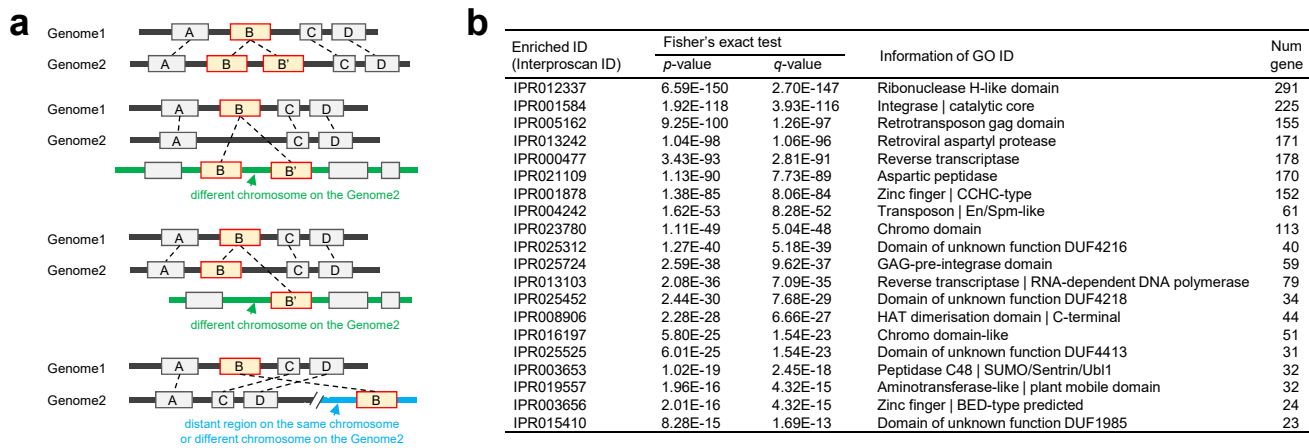 a
Genome1
A
B
C
D
Genome2
A
B
B'
C
D
Genome1
A
B
C
D
Genome2
A
C
D
B
B'
different chromosome on the Genome2
Genome1
A
B
C
D
Genome2
A
B
C
D
B'
different chromosome on the Genome2
Genome1
A
B
C
D
Genome2
A
C
D
B
distant region on the same chromosome
or different chromosome on the Genome2
b
Enriched ID
(Interproscan ID)
Fisher's exact test
p-value q-value
Information of GO ID
Num
gene
IPR012337 6.59E-150 2.70E-147 Ribonuclease H-like domain 291
IPR001584 1.92E-118 3.93E-116 Integrase | catalytic core 225
IPR005162 9.25E-100 1.26E-97 Retrotransposon gag domain 155
IPR013242 1.04E-98 1.06E-96 Retroviral aspartyl protease 171
IPR000477 3.43E-93 2.81E-91 Reverse transcriptase 178
IPR021109 1.13E-90 7.73E-89 Aspartic peptidase 170
IPR001878 1.38E-85 8.06E-84 Zinc finger | CCHC-type 152
IPR004242 1.62E-53 8.28E-52 Transposon | En/Spm-like 61
IPR023780 1.11E-49 5.04E-48 Chromo domain 113
IPR025312 1.27E-40 5.18E-39 Domain of unknown function DUF4216 40
IPR025724 2.59E-38 9.62E-37 GAG-pre-integrase domain 59
IPR013103 2.08E-36 7.09E-35 Reverse transcriptase | RNA-dependent DNA polymerase 79
IPR025452 2.44E-30 7.68E-29 Domain of unknown function DUF4218 34
IPR008906 2.28E-28 6.66E-27 HAT dimerisation domain | C-terminal 44
IPR016197 5.80E-25 1.54E-23 Chromo domain-like 51
IPR025525 6.01E-25 1.54E-23 Domain of unknown function DUF4413 31
IPR003653 1.02E-19 2.45E-18 Peptidase C48 | SUMO/Sentrin/Ubl1 32
IPR019557 1.96E-16 4.32E-15 Aminotransferase-like | plant mobile domain 32
IPR003656 2.01E-16 4.32E-15 Zinc finger | BED-type predicted 24
IPR015410 8.28E-15 1.69E-13 Domain of unknown function DUF1985 23